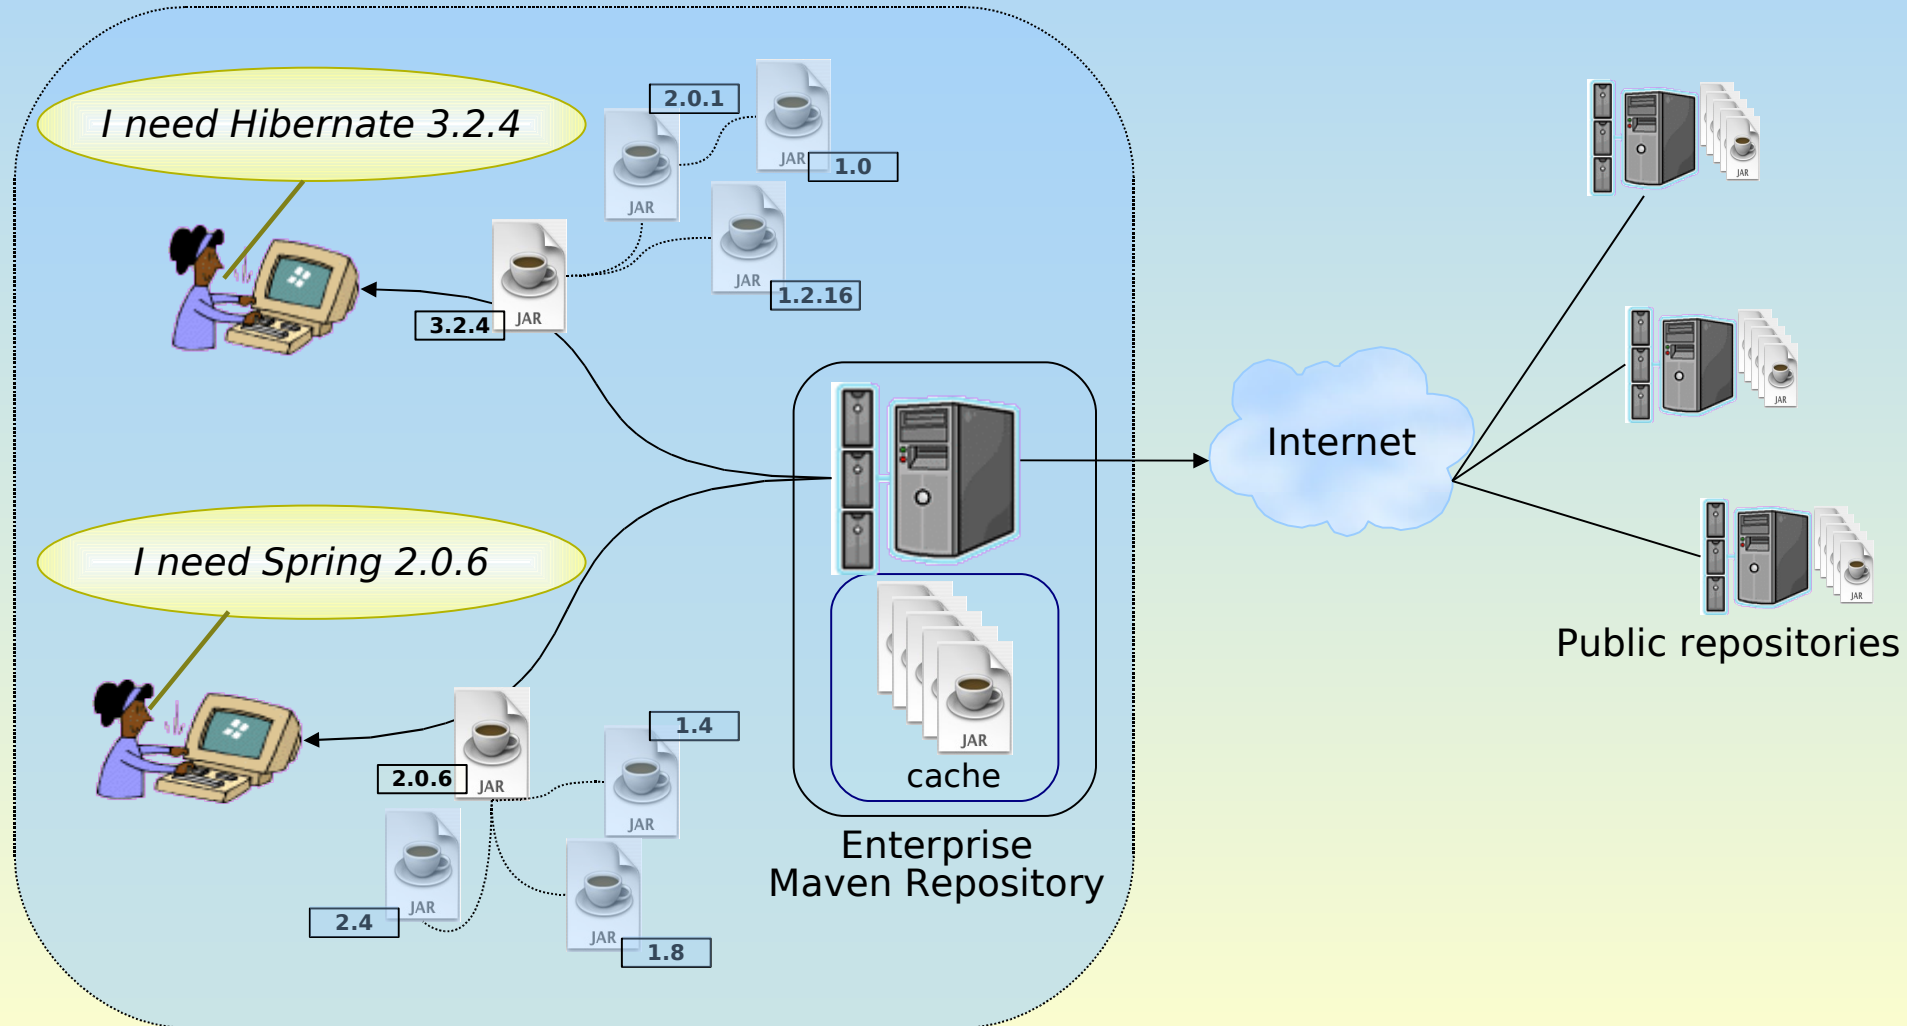 I need Hibernate 3.2.4
2.0.1
JAR
JAR
1.0
JAR
1.2.16
3.2.4
JAR
JAR
JAR
Internet
JAR
Public repositories
I need Spring 2.0.6
JAR
cache
Enterprise
Maven Repository
2.0.6
JAR
1.4
JAR
JAR
2.4
JAR
1.8